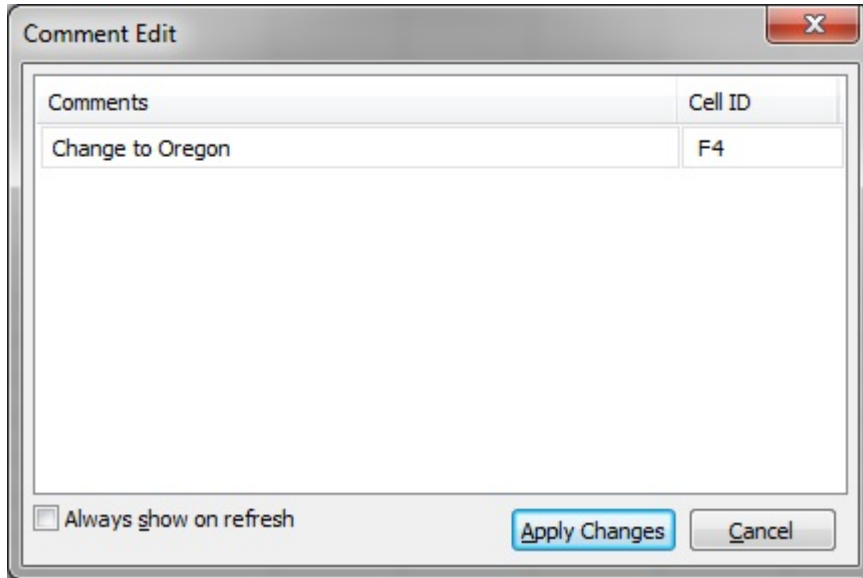 Comment Edit
Comments Cell ID
Change to Oregon F4
Always show on refresh Apply Changes Cancel